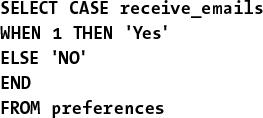 SELECT CASE receive_emails
WHEN 1 THEN 'Yes'
ELSE 'NO'
END
FROM preferences